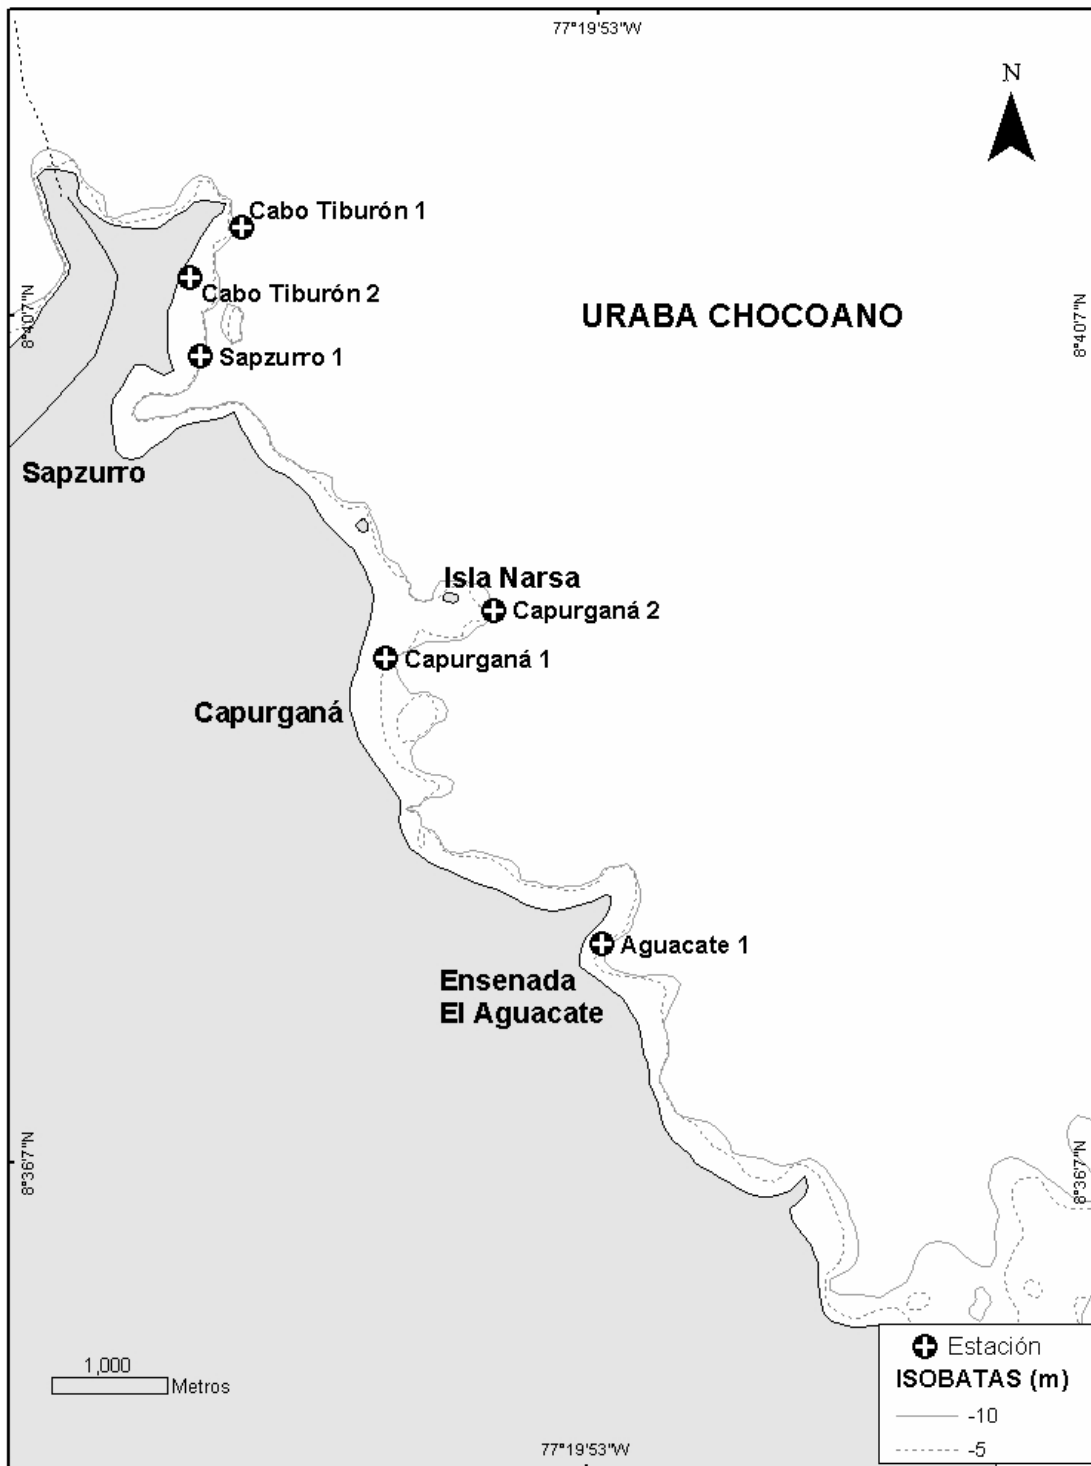 77°19'53"W
N
Cabo Tiburón 1
Cabo Tiburón 2
8°40'7"N
URABA CHOCOANO
8°40'7"N
Sapzurro 1
Sapzurro
Isla Narsa
Capurganá 2
Capurganá 1
Capurganá
Aguacate 1
Ensenada
El Aguacate
8°36'7"N
8°36'7"N
1,000
Metros
Estación
ISOBATAS (m)
-10
-5
77°19'53"W